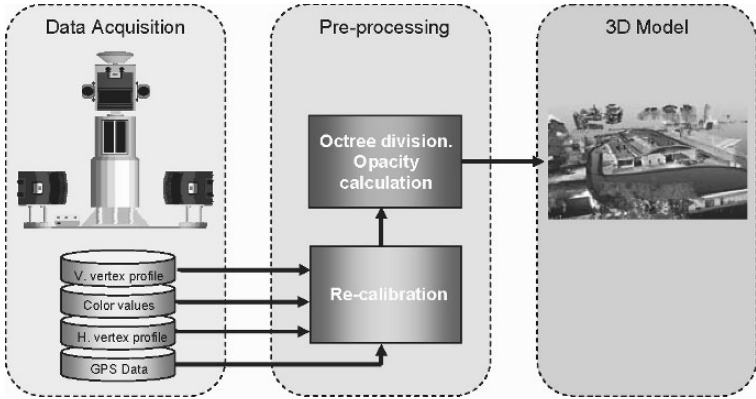 Data Acquisition
Pre-processing
3D Model
Octree division.
Opacity
calculation
V. vertex profile
Color values
H. vertex profile
GPS Data
Re-calibration